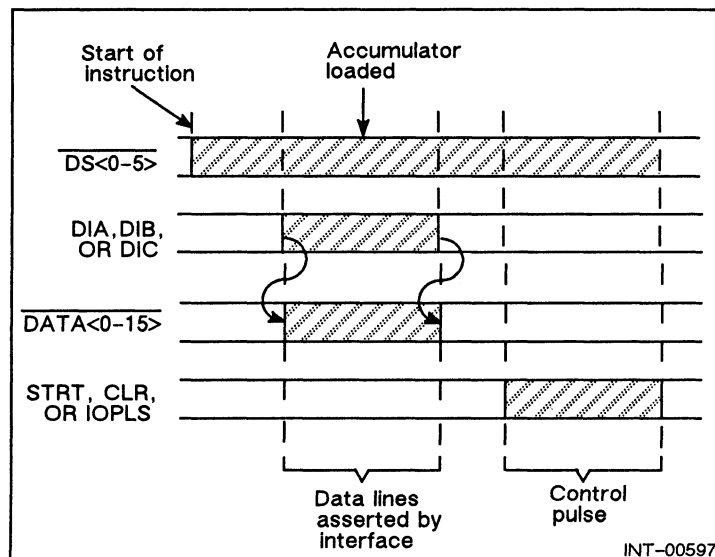 Start of
instruction
Accumulator
loaded
DS<0-5>
DIA, DIB,
OR DIC
DATA<0-15>
STRT, CLR,
OR IOPLS
Data lines
asserted by
interface
Control
pulse
INT-00597